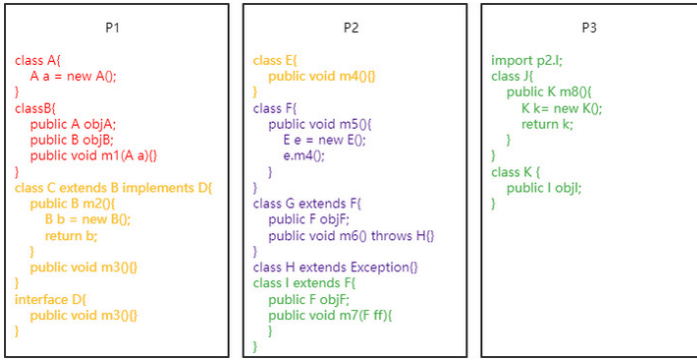 P1
class A{
A a = new A();
}
classB{
public A objA;
public B objB;
public void m1(A a){}
}
class C extends B implements D{
public B m2(){
B b = new B();
return b;
}
public void m3(){}
}
interface D{
public void m3(){}
}
P2
class E{
public void m4(){}
}
class F{
public void m5(){
E e = new E();
e.m4();
}
}
class G extends F{
public F objF;
public void m6() throws H{}
}
class H extends Exception{}
class I extends F{
public F objF;
public void m7(F ff){
}
}
P3
import p2.I;
class J{
public K m8(){
K k= new K();
return k;
}
}
class K {
public I objI;
}